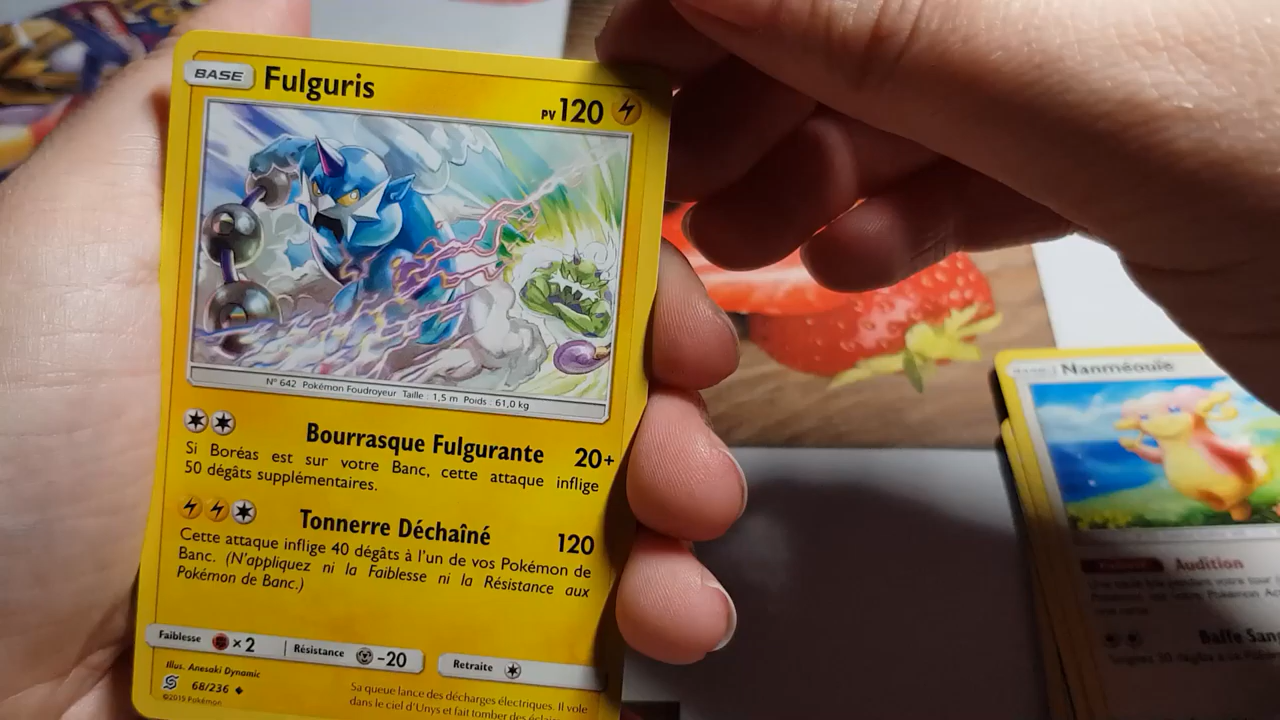 BASE Fulguris PV 120
N° 642 Pokémon Foudroyeur Taille : 1,5 m Poids : 61,0 kg
Bourrasque Fulgurante 20+
Si Boréas est sur votre Banc, cette attaque inflige
50 dégâts supplémentaires.
Tonnerre Déchaîné 120
Cette attaque inflige 40 dégâts à l'un de vos Pokémon de
Banc. (N'appliquez ni la Faiblesse ni la Résistance aux
Pokémon de Banc.)
Faiblesse ×2 Résistance -20 Retraite
Illus. Anesaki Dynamic
68/236
©2019 Pokémon
Sa queue lance des décharges électriques. Il vole
dans le ciel d'Unys et fait tomber des
Nanméouïe
Audition
Balle